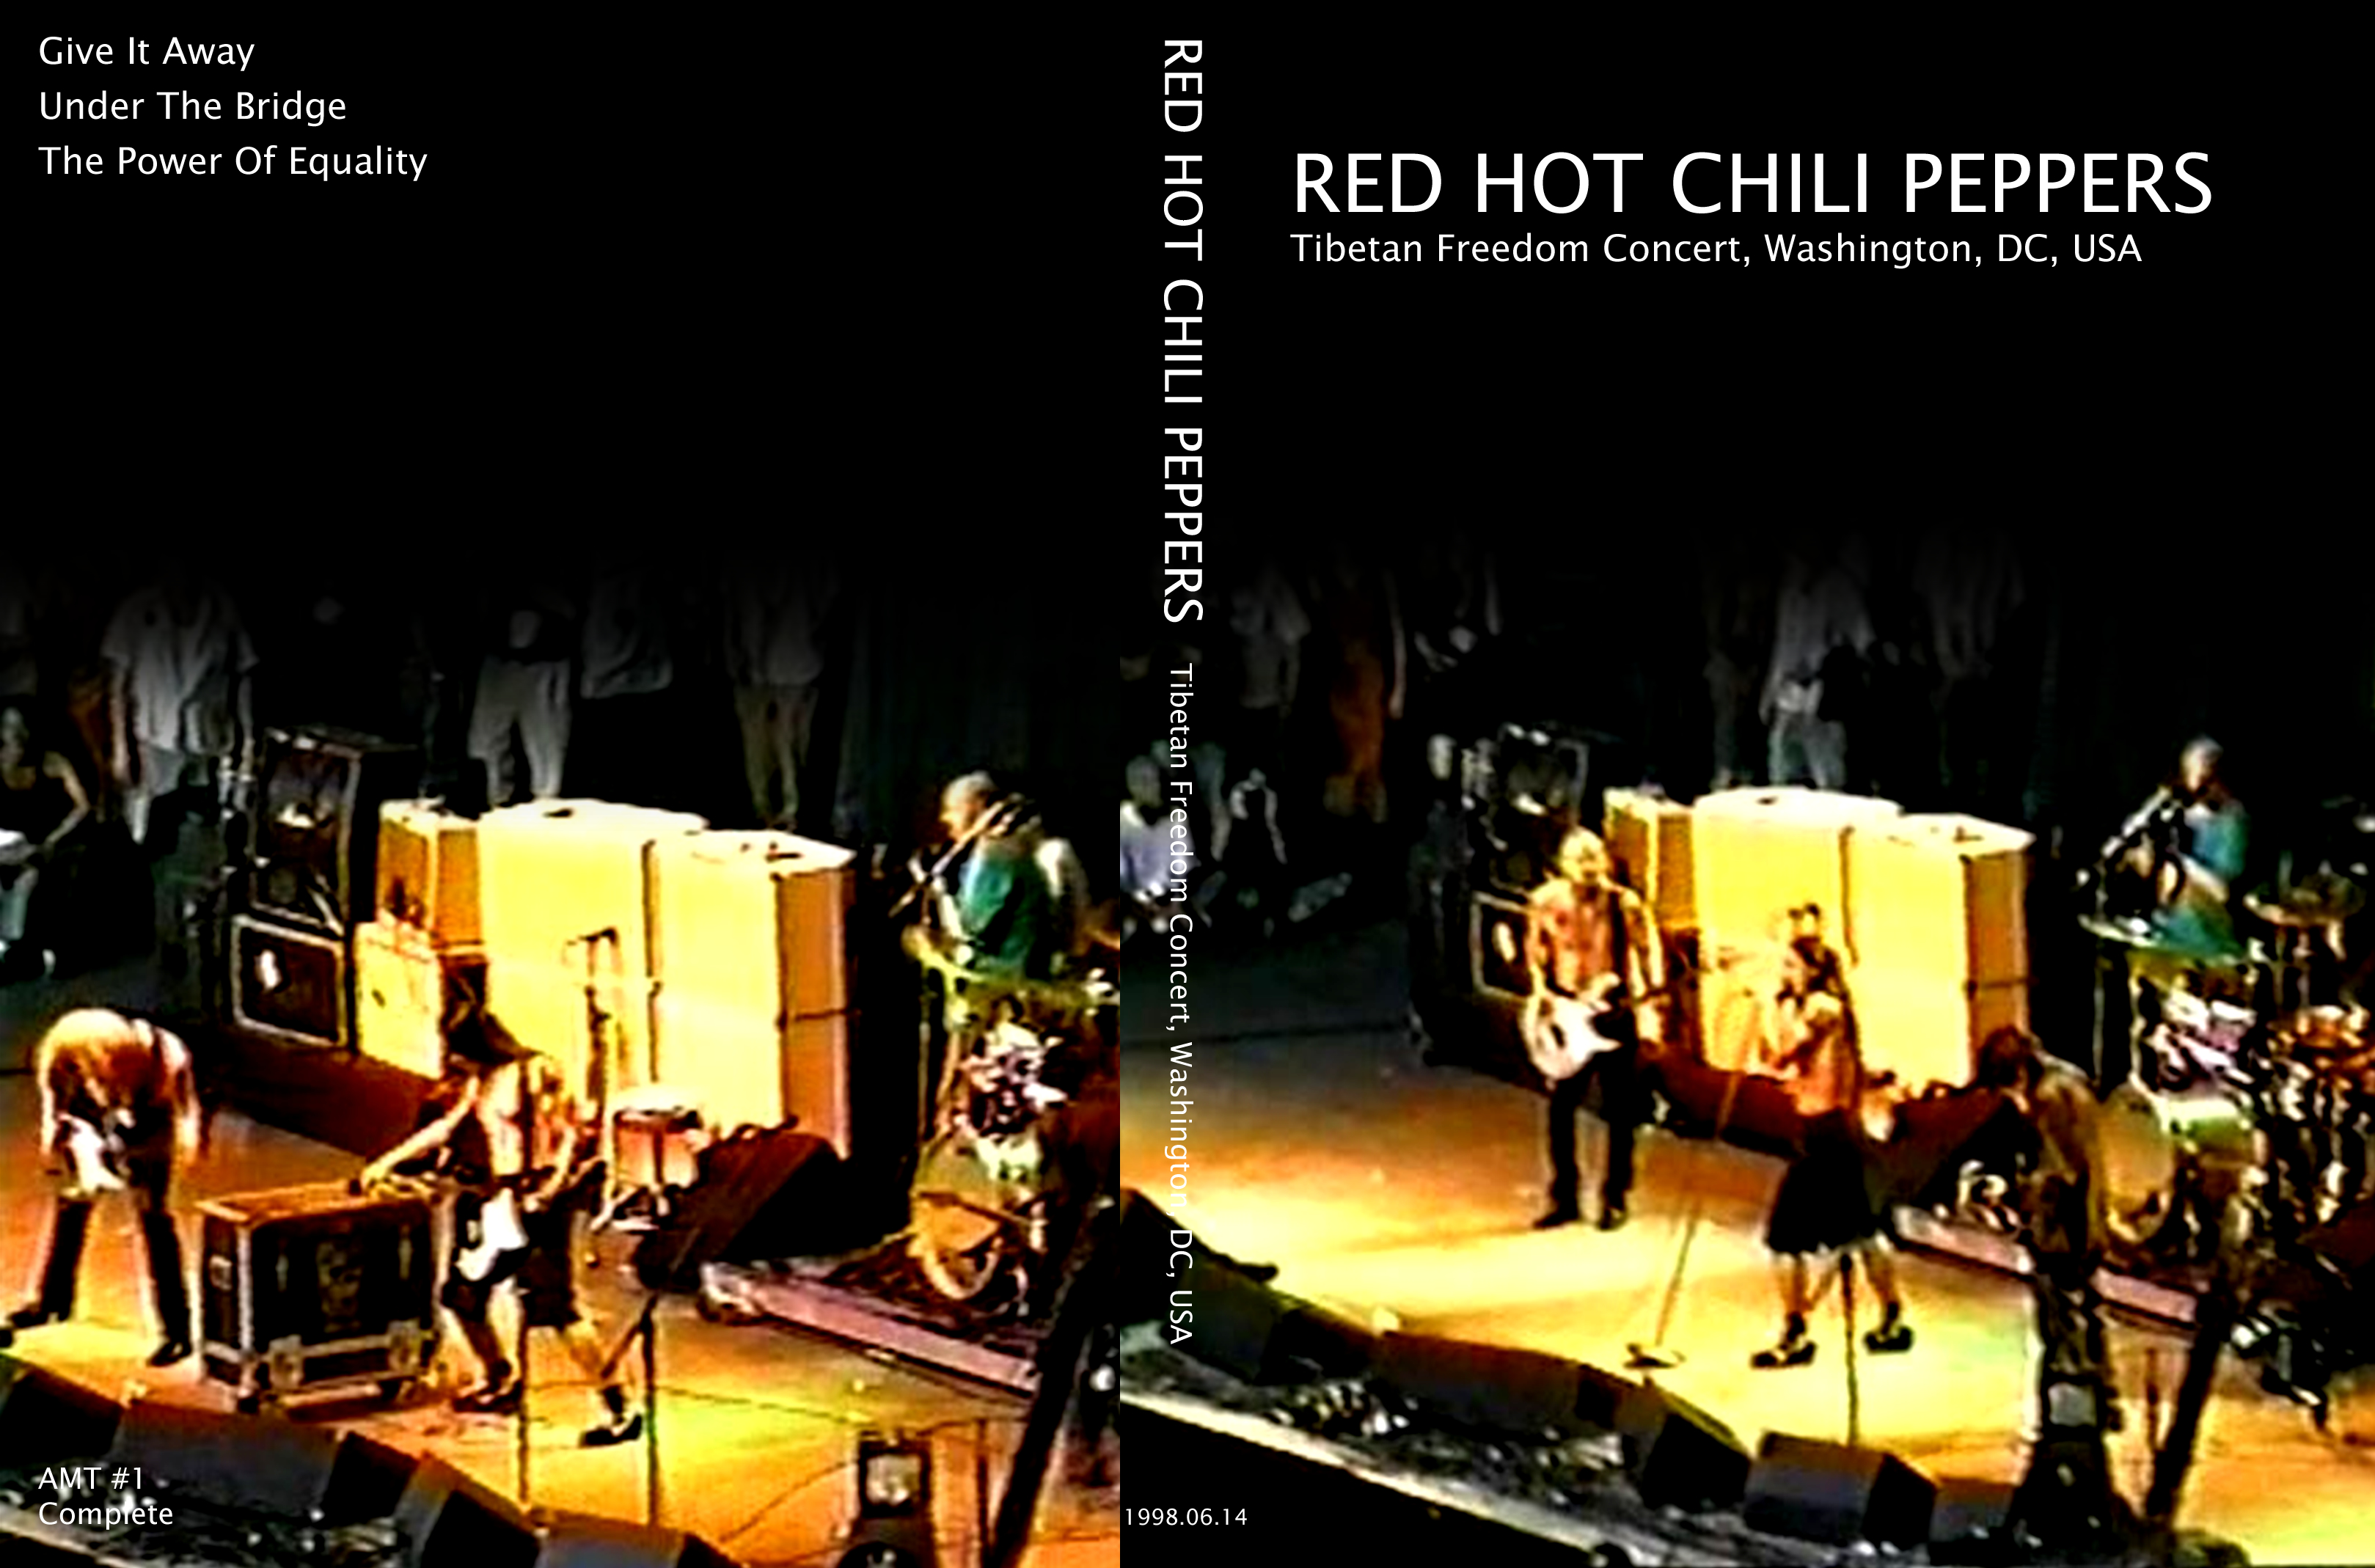 Give It Away
Under The Bridge
The Power Of Equality
AMT #1
Complete
RED HOT CHILI PEPPERS Tibetan Freedom Concert, Washington, DC, USA
1998.06.14
RED HOT CHILI PEPPERS
Tibetan Freedom Concert, Washington, DC, USA